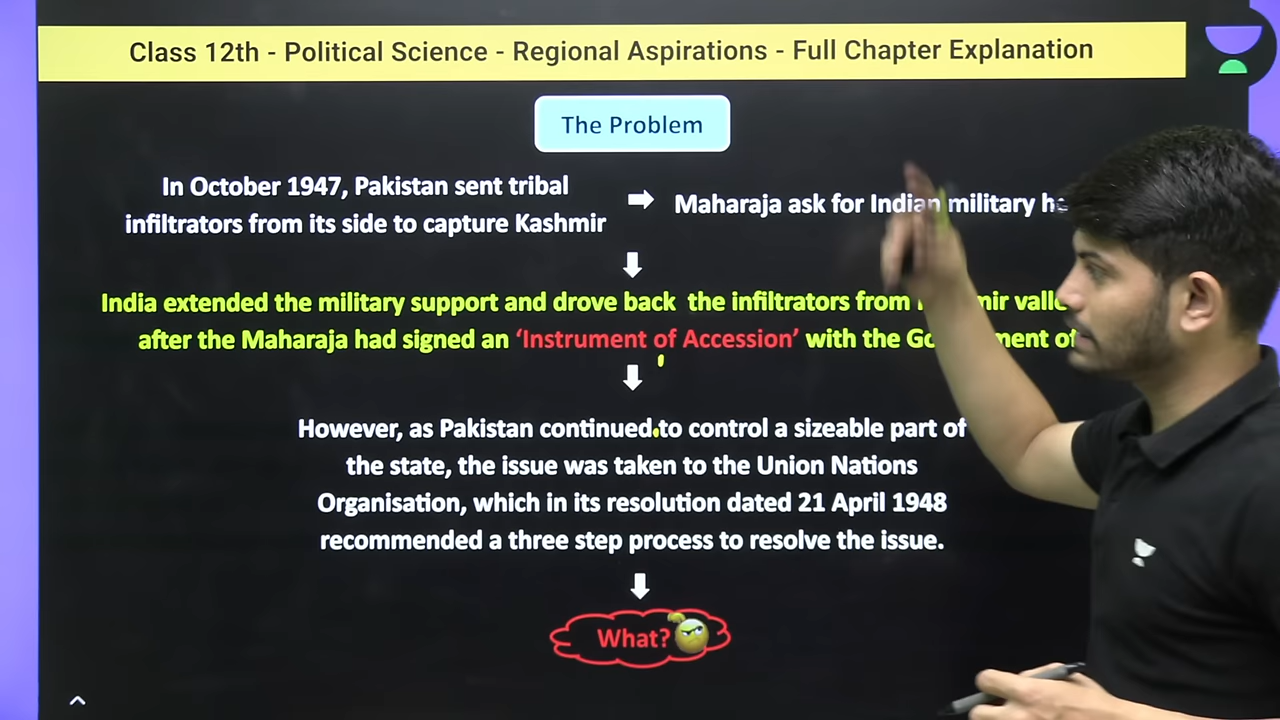 Class 12th - Political Science - Regional Aspirations - Full Chapter Explanation
The Problem
In October 1947, Pakistan sent tribal
infiltrators from its side to capture Kashmir
Maharaja ask for Indian military
India extended the military support and drove back the infiltrators from
after the Maharaja had signed an ‘Instrument of Accession’ with the
However, as Pakistan continued to control a sizeable part of
the state, the issue was taken to the Union Nations
Organisation, which in its resolution dated 21 April 1948
recommended a three step process to resolve the issue.
What?